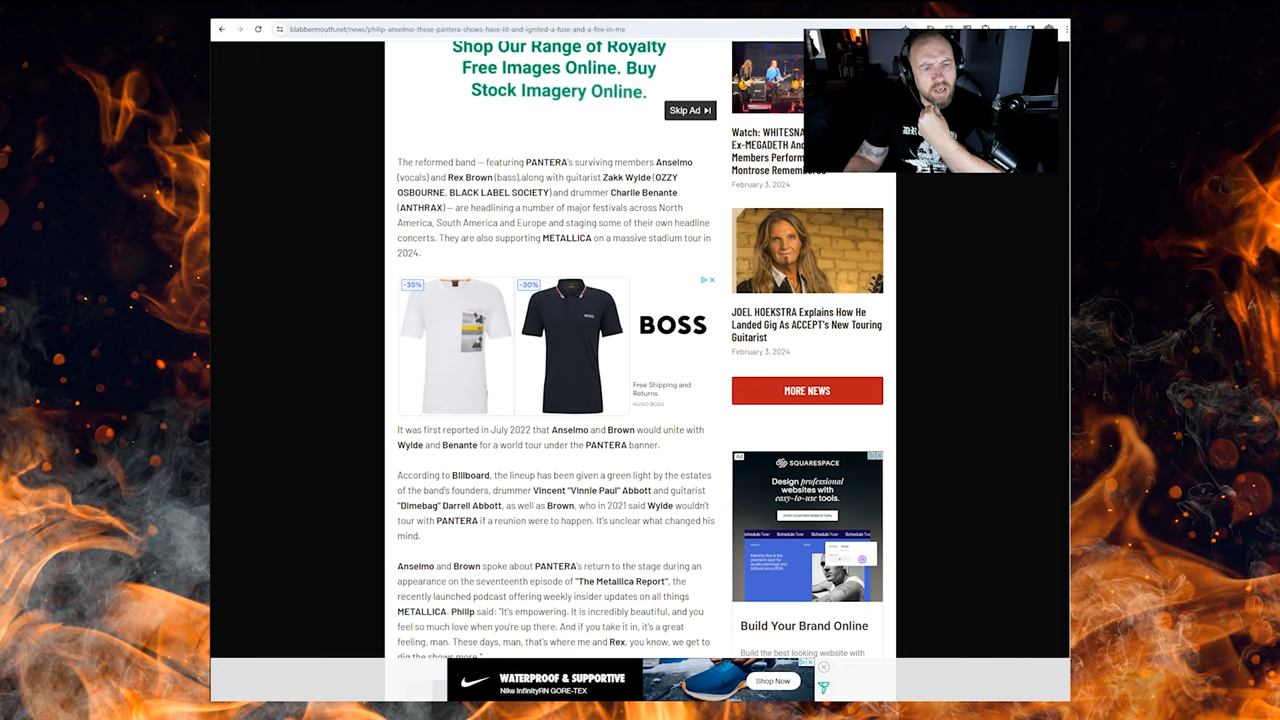 blabbermouth.net/news/philip-anselmo-these-pantera-shows-have-lit-and-ignited-a-fuse-and-a-fire-in-me
Shop Our Range of Royalty
Free Images Online. Buy
Stock Imagery Online.
Skip Ad
The reformed band — featuring PANTERA's surviving members Anselmo
(vocals) and Rex Brown (bass),along with guitarist Zakk Wylde (OZZY
OSBOURNE, BLACK LABEL SOCIETY) and drummer Charlie Benante
(ANTHRAX) — are headlining a number of major festivals across North
America, South America and Europe and staging some of their own headline
concerts. They are also supporting METALLICA on a massive stadium tour in
2024.
-35%
-30%
BOSS
BOSS
Free Shipping and
Returns
HUGO BOSS
It was first reported in July 2022 that Anselmo and Brown would unite with
Wylde and Benante for a world tour under the PANTERA banner.
According to Billboard, the lineup has been given a green light by the estates
of the band's founders, drummer Vincent "Vinnie Paul" Abbott and guitarist
"Dimebag" Darrell Abbott, as well as Brown, who in 2021 said Wylde wouldn't
tour with PANTERA if a reunion were to happen. It's unclear what changed his
mind.
Anselmo and Brown spoke about PANTERA's return to the stage during an
appearance on the seventeenth episode of "The Metallica Report", the
recently launched podcast offering weekly insider updates on all things
METALLICA. Philip said: "It's empowering. It is incredibly beautiful, and you
feel so much love when you're up there. And if you take it in, it's a great
feeling, man. These days, man, that's where me and Rex, you know, we get to
dig the shows more."
Watch: WHITESNA
Ex-MEGADETH And
Members Perform
Montrose Remembered
February 3, 2024
JOEL HOEKSTRA Explains How He
Landed Gig As ACCEPT's New Touring
Guitarist
February 3, 2024
MORE NEWS
Ad
SQUARESPACE
Design professional
websites with
easy-to-use tools.
Schedule Now
Build Your Brand Online
Build the best looking website with
WATERPROOF & SUPPORTIVE
Nike InfinityRN GORE-TEX
Shop Now